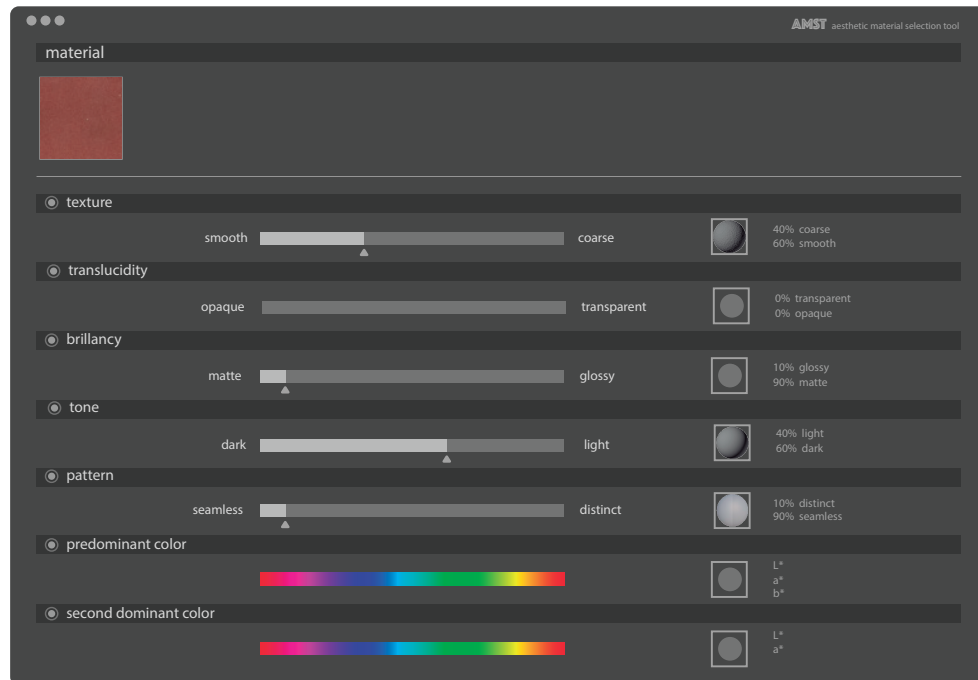 AMST aesthetic material selection tool
material
texture
smooth coarse
40% coarse
60% smooth
translucidity
opaque transparent
0% transparent
0% opaque
brillancy
matte glossy
10% glossy
90% matte
tone
dark light
40% light
60% dark
pattern
seamless distinct
10% distinct
90% seamless
predominant color
L*
a*
b*
second dominant color
L*
a*